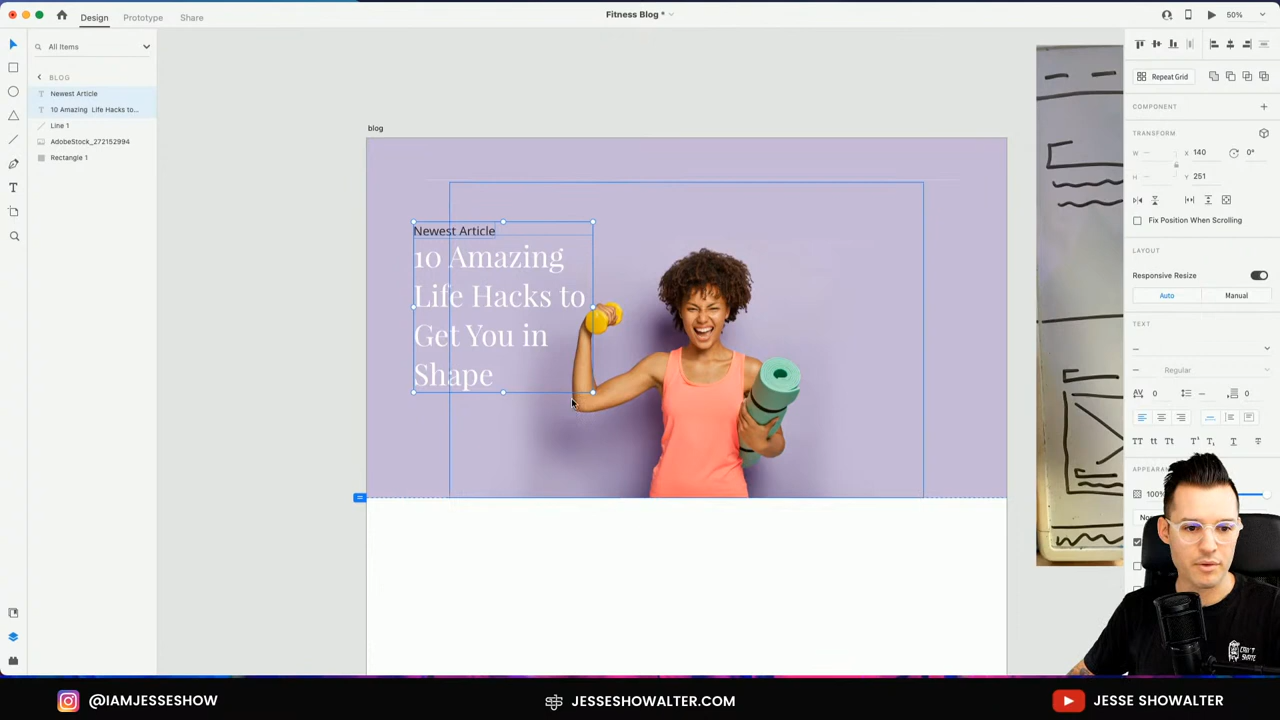 Design
Prototype
Share
Fitness Blog *
50%
All Items
BLOG
Newest Article
10 Amazing Life Hacks to...
Line 1
AdobeStock_272152994
Rectangle 1
blog
Newest Article
10 Amazing
Life Hacks to
Get You in
Shape
Repeat Grid
COMPONENT
TRANSFORM
W
X 140
0°
H
Y 251
Fix Position When Scrolling
LAYOUT
Responsive Resize
Auto
Manual
TEXT
Regular
0
0
@IAMJESSESHOW
JESSESHOWALTER.COM
JESSE SHOWALTER